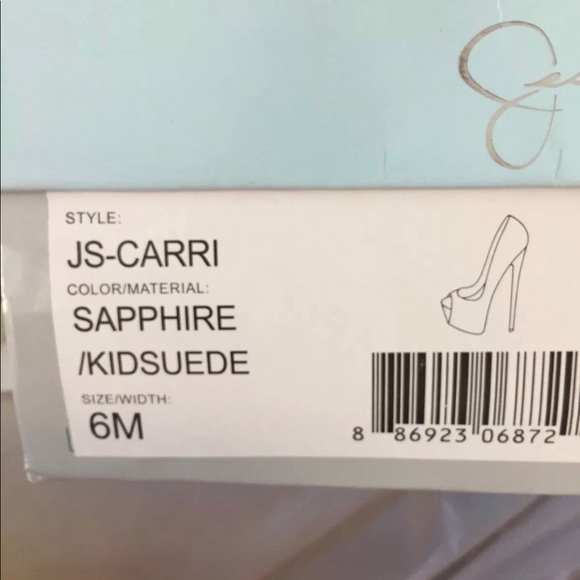 STYLE:
JS-CARRI
COLOR/MATERIAL:
SAPPHIRE
/KIDSUEDE
SIZE/WIDTH:
6M
8 86923 06872